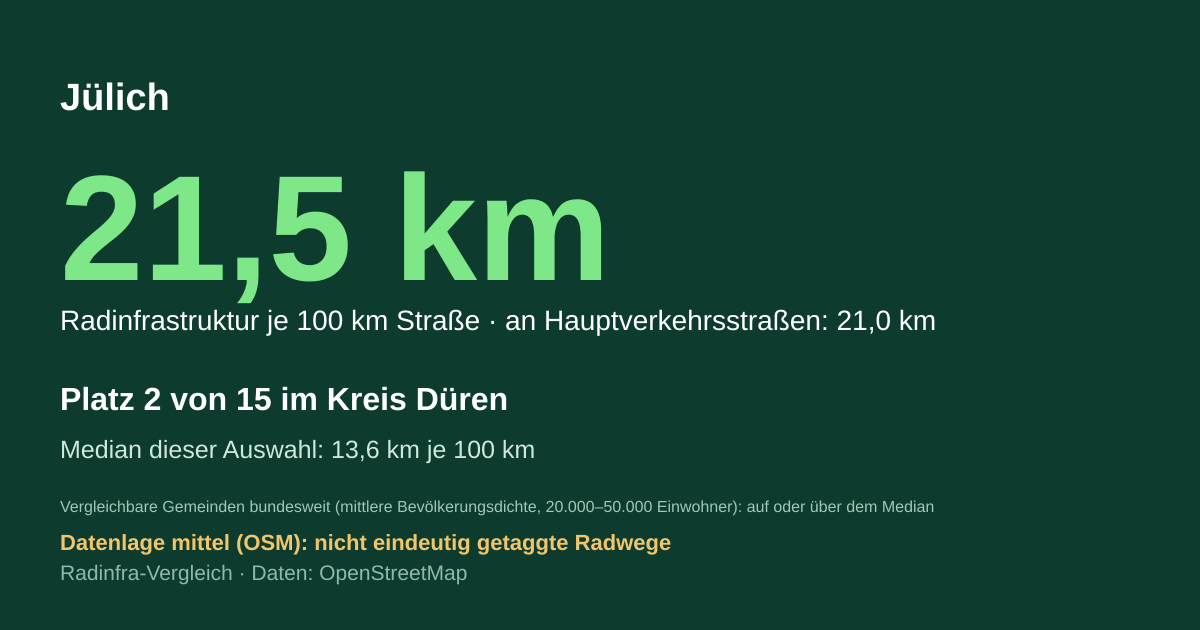 Jülich
21,5 km
Radinfrastruktur je 100 km Straße · an Hauptverkehrsstraßen: 21,0 km
Platz 2 von 15 im Kreis Düren
Median dieser Auswahl: 13,6 km je 100 km
Vergleichbare Gemeinden bundesweit (mittlere Bevölkerungsdichte, 20.000–50.000 Einwohner): auf oder über dem Median
Datenlage mittel (OSM): nicht eindeutig getaggte Radwege
Radinfra-Vergleich · Daten: OpenStreetMap